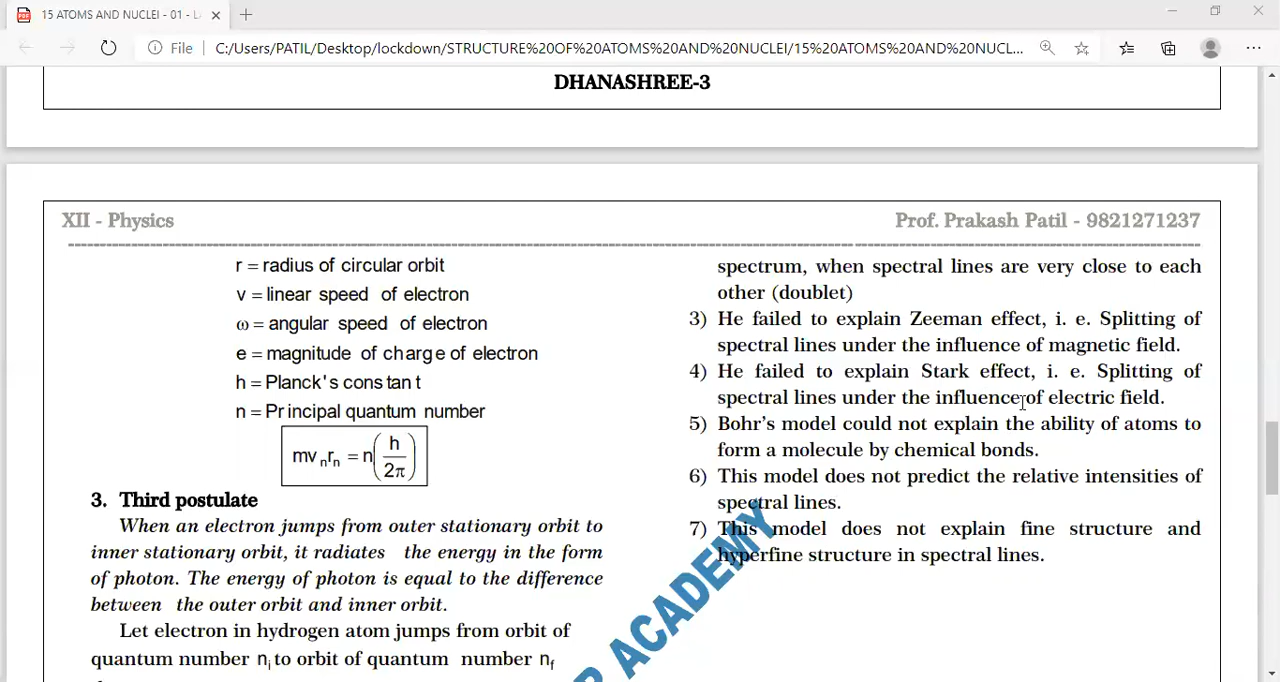 15 ATOMS AND NUCLEI - 01 - L
File
C:/Users/PATIL/Desktop/lockdown/STRUCTURE%20OF%20ATOMS%20AND%20NUCLEI/15%20ATOMS%20AND%20NUCL...
DHANASHREE-3
XII - Physics
Prof. Prakash Patil - 9821271237
r = radius of circular orbit
v = linear speed of electron
ω = angular speed of electron
e = magnitude of charge of electron
h = Planck's cons tan t
n = Pr incipal quantum number
mvₙrₙ = n(h/2π)
3. Third postulate
When an electron jumps from outer stationary orbit to
inner stationary orbit, it radiates the energy in the form
of photon. The energy of photon is equal to the difference
between the outer orbit and inner orbit.
Let electron in hydrogen atom jumps from orbit of
quantum number nᵢ to orbit of quantum number n_f
spectrum, when spectral lines are very close to each
other (doublet)
3) He failed to explain Zeeman effect, i. e. Splitting of
spectral lines under the influence of magnetic field.
4) He failed to explain Stark effect, i. e. Splitting of
spectral lines under the influence of electric field.
5) Bohr's model could not explain the ability of atoms to
form a molecule by chemical bonds.
6) This model does not predict the relative intensities of
spectral lines.
7) This model does not explain fine structure and
hyperfine structure in spectral lines.
ACADEMY